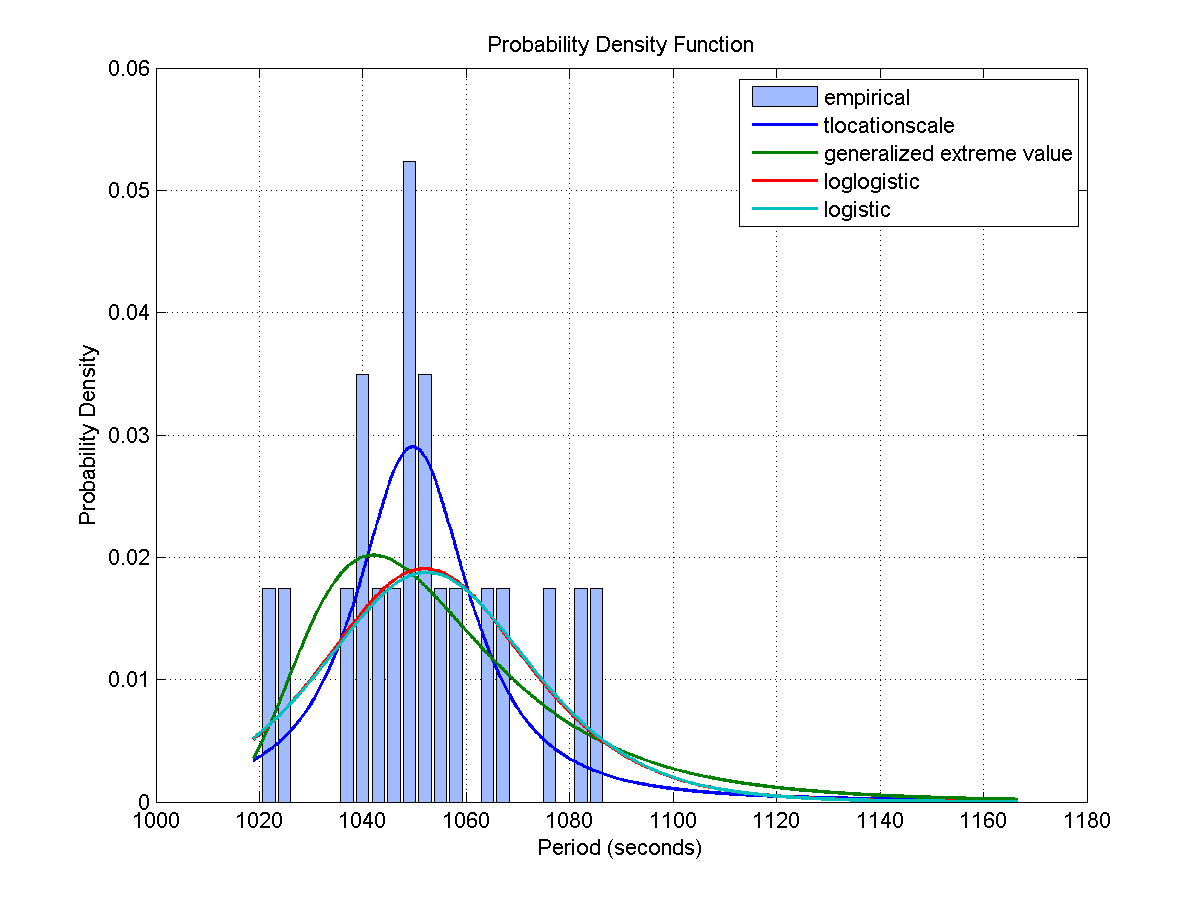 Probability Density Function
empirical
tlocationscale
generalized extreme value
loglogistic
logistic
Probability Density
0.06
0.05
0.04
0.03
0.02
0.01
0
1000 1020 1040 1060 1080 1100 1120 1140 1160 1180
Period (seconds)